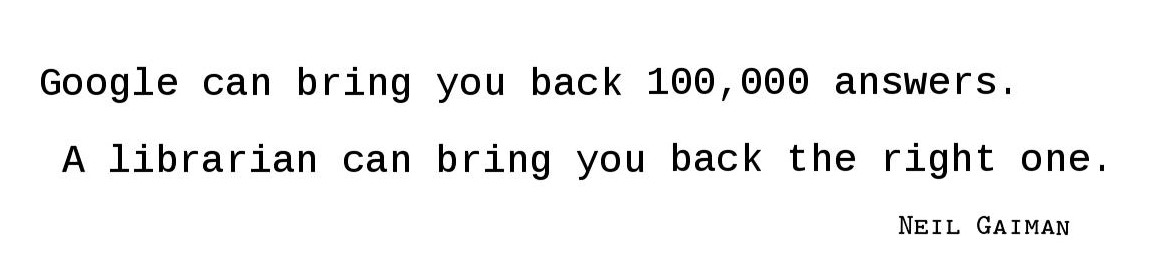 Google can bring you back 100,000 answers.
A librarian can bring you back the right one.
Neil Gaiman